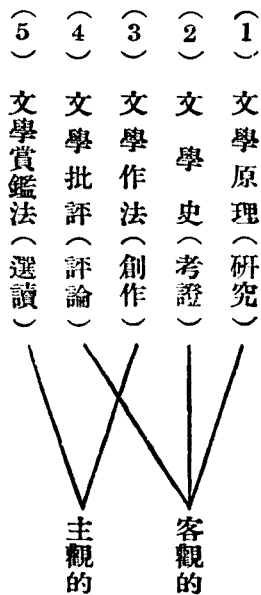 (1) 文學原理(研究)
(2) 文學史(考證)
(3) 文學作法(創作)
(4) 文學批評(評論)
(5) 文學賞鑑法(選讀)
客觀的
主觀的